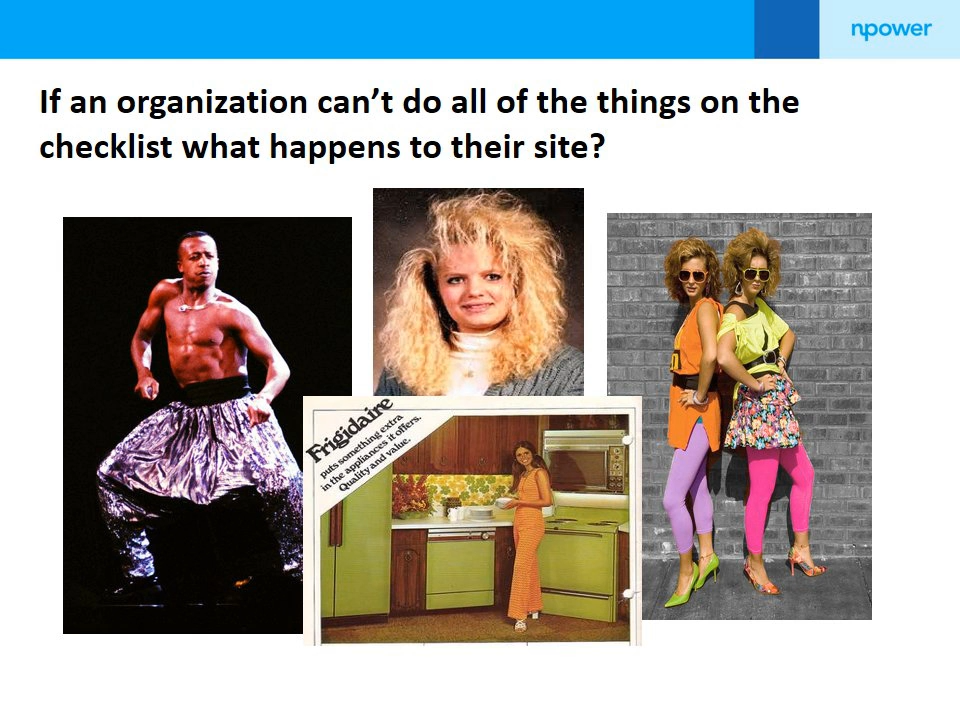 npower
If an organization can’t do all of the things on the
checklist what happens to their site?
Frigidaire
puts something extra
in the appliances it offers.
Quality and value.